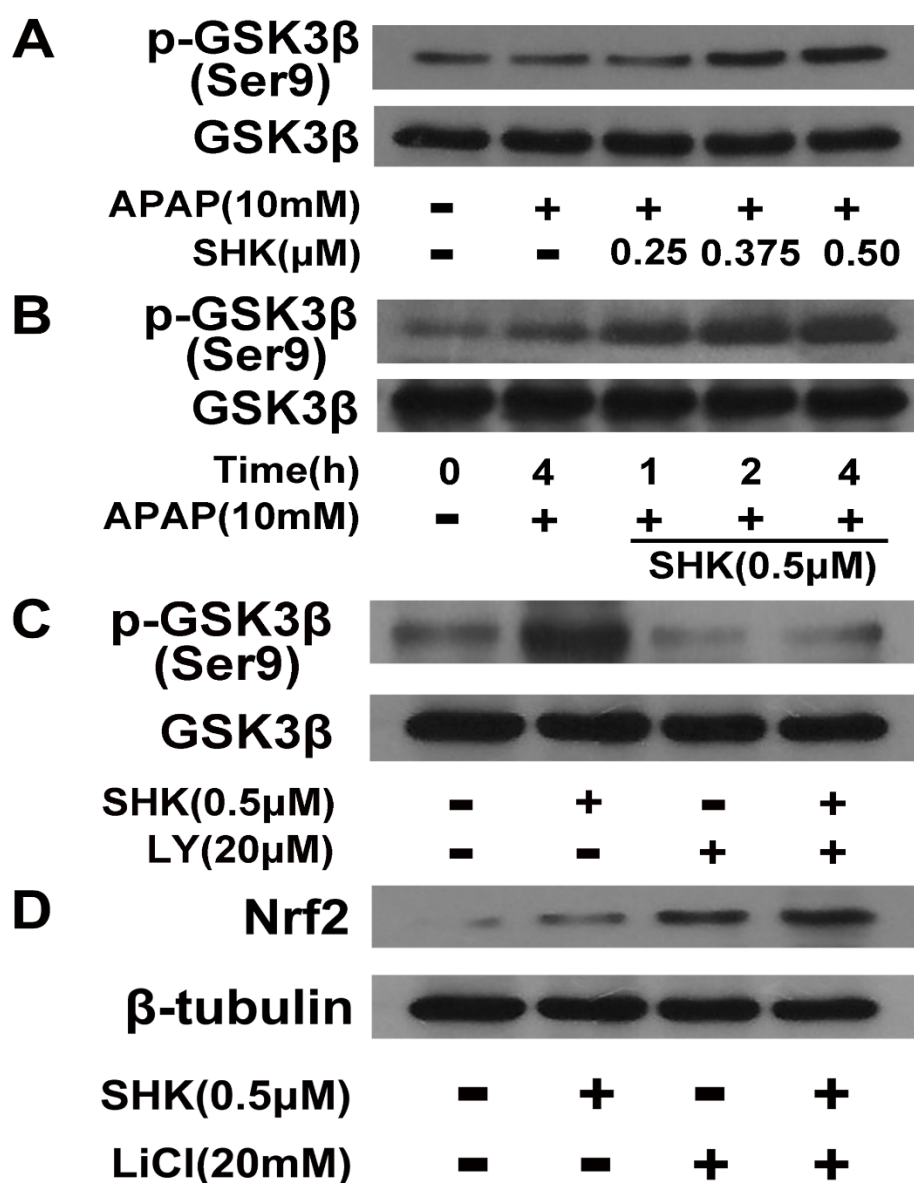 A
p-GSK3β
(Ser9)
GSK3β
APAP(10mM) - + + + +
SHK(μM) - - 0.25 0.375 0.50
B
p-GSK3β
(Ser9)
GSK3β
Time(h) 0 4 1 2 4
APAP(10mM) - + + + +
SHK(0.5μM)
C
p-GSK3β
(Ser9)
GSK3β
SHK(0.5μM) - + - +
LY(20μM) - - + +
D
Nrf2
β-tubulin
SHK(0.5μM) - + - +
LiCl(20mM) - - + +